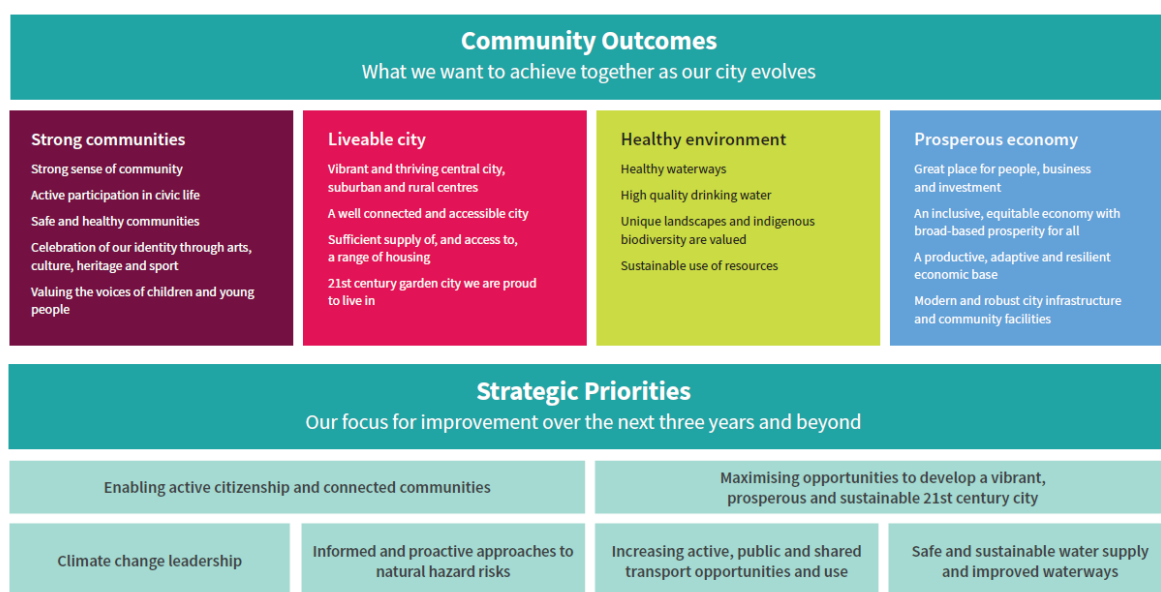 Community Outcomes
What we want to achieve together as our city evolves
Strong communities
Strong sense of community
Active participation in civic life
Safe and healthy communities
Celebration of our identity through arts,
culture, heritage and sport
Valuing the voices of children and young
people
Liveable city
Vibrant and thriving central city,
suburban and rural centres
A well connected and accessible city
Sufficient supply of, and access to,
a range of housing
21st century garden city we are proud
to live in
Healthy environment
Healthy waterways
High quality drinking water
Unique landscapes and indigenous
biodiversity are valued
Sustainable use of resources
Prosperous economy
Great place for people, business
and investment
An inclusive, equitable economy with
broad-based prosperity for all
A productive, adaptive and resilient
economic base
Modern and robust city infrastructure
and community facilities
Strategic Priorities
Our focus for improvement over the next three years and beyond
Enabling active citizenship and connected communities
Maximising opportunities to develop a vibrant,
prosperous and sustainable 21st century city
Climate change leadership
Informed and proactive approaches to
natural hazard risks
Increasing active, public and shared
transport opportunities and use
Safe and sustainable water supply
and improved waterways